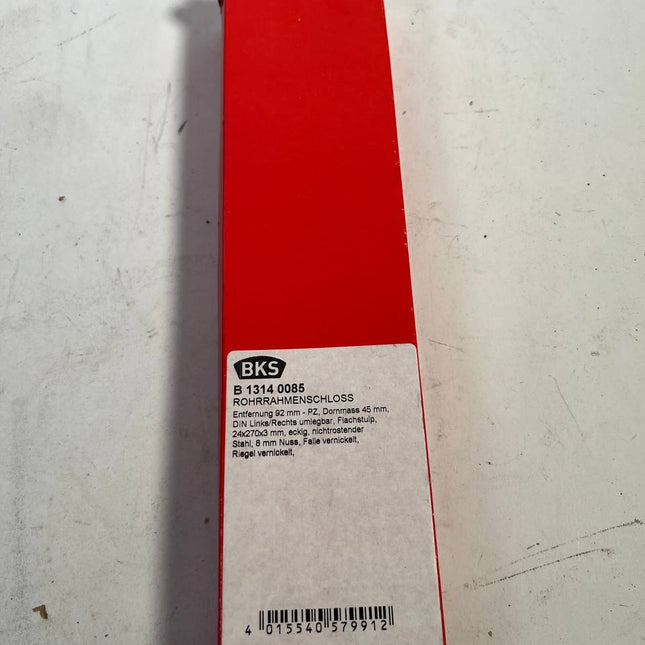 BKS
B 1314 0085
ROHRRAHMENSCHLOSS
Entfernung 92 mm - PZ, Dornmass 45 mm,
DIN Links/Rechts umlegbar, Flachstulp,
24x270x3 mm, eckig, nichtrostender
Stahl, 8 mm Nuss, Falle vernickelt,
Riegel vernickelt,
4 015540 579912